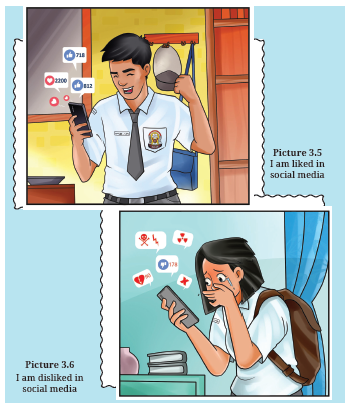 718
2200
812
Picture 3.5
I am liked in
social media
178
Picture 3.6
I am disliked in
social media